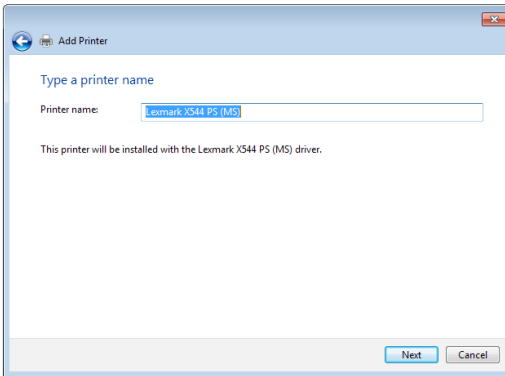 Add Printer
Type a printer name
Printer name: Lexmark X544 PS (MS)
This printer will be installed with the Lexmark X544 PS (MS) driver.
Next Cancel